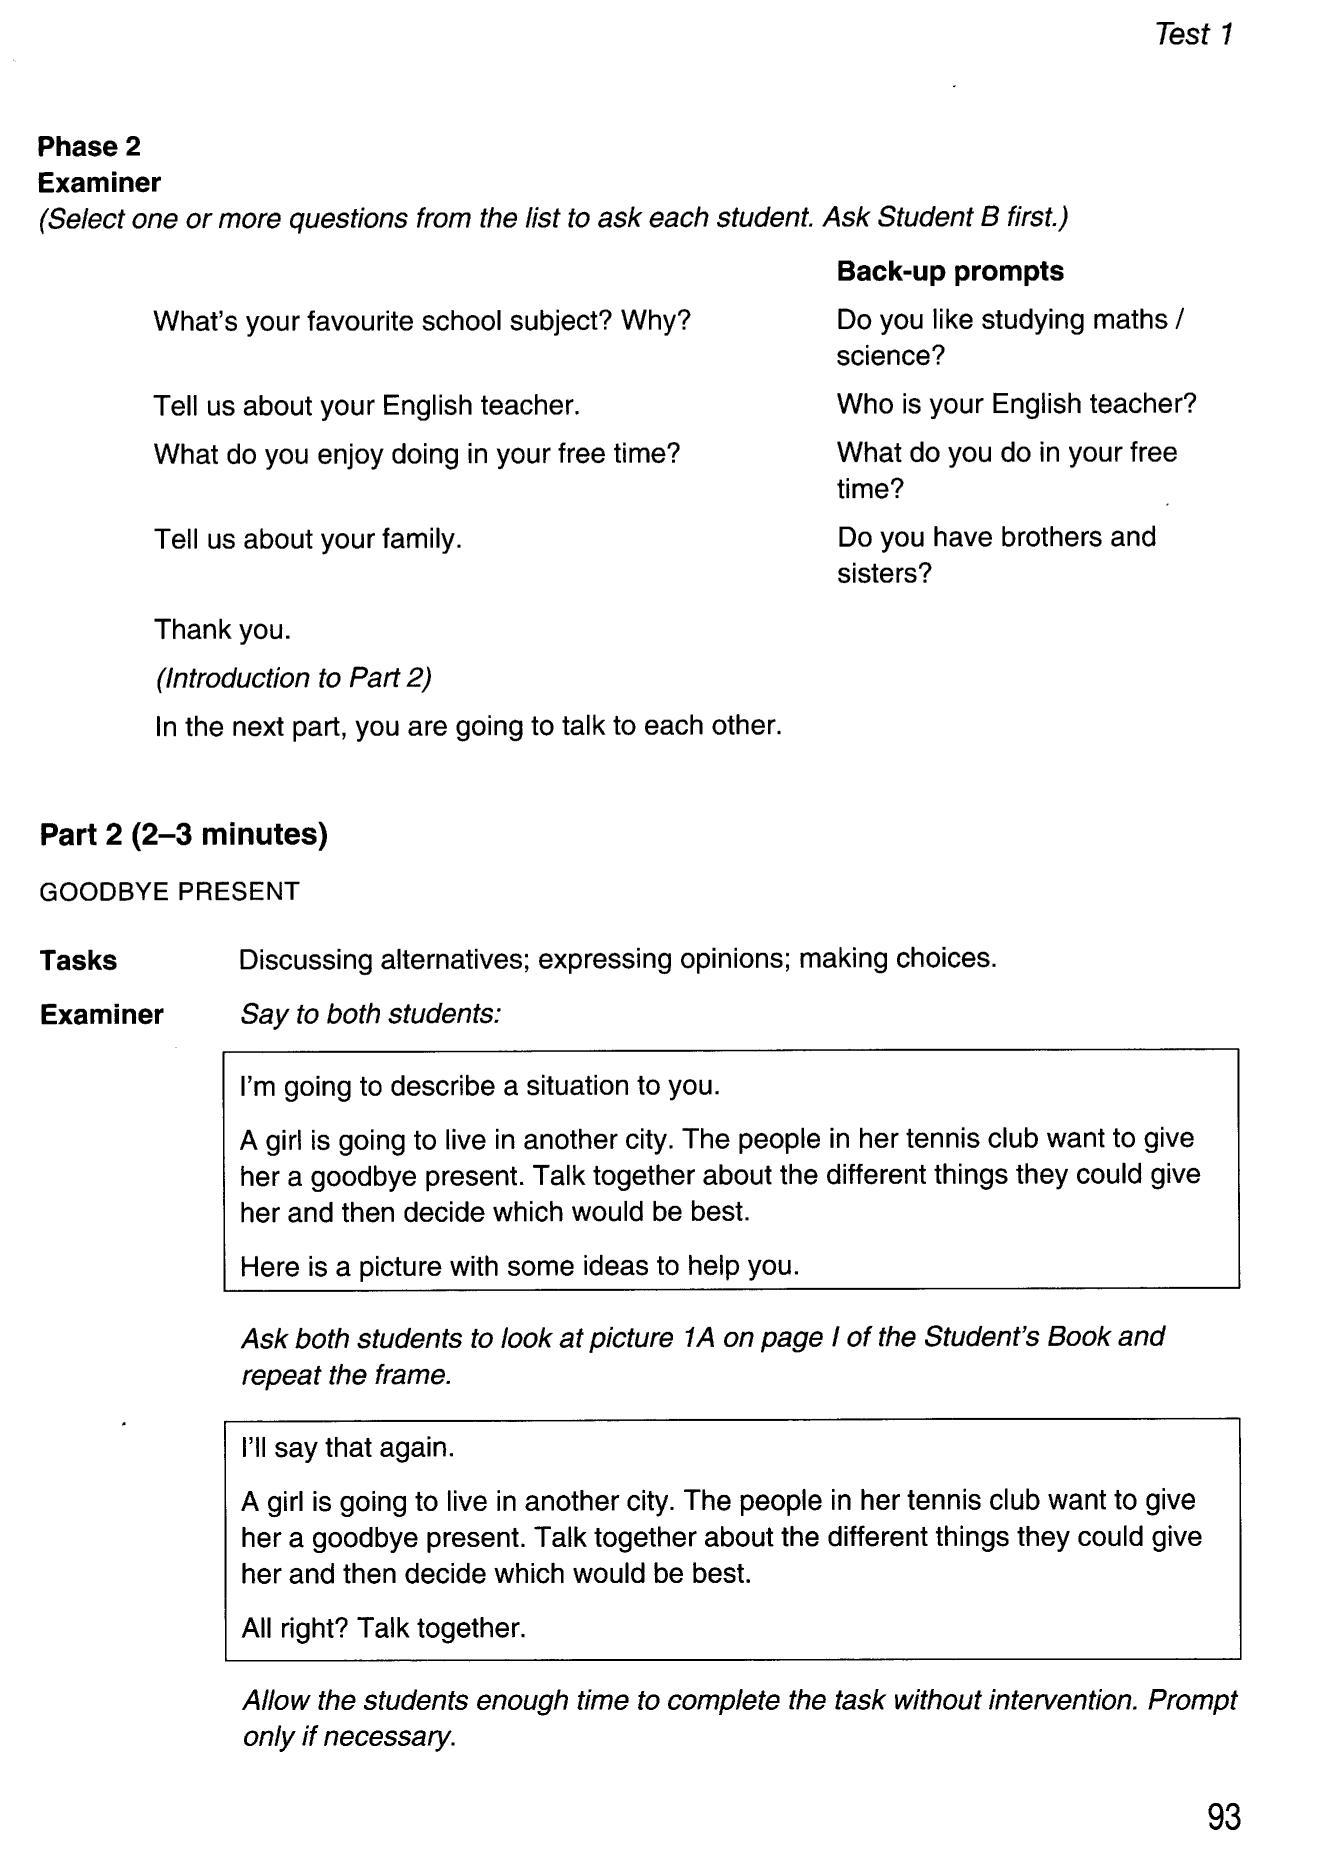 Test 1
Phase 2
Examiner
(Select one or more questions from the list to ask each student. Ask Student B first.)
Back-up prompts
What's your favourite school subject? Why?
Do you like studying maths /
science?
Tell us about your English teacher.
Who is your English teacher?
What do you enjoy doing in your free time?
What do you do in your free
time?
Tell us about your family.
Do you have brothers and
sisters?
Thank you.
(Introduction to Part 2)
In the next part, you are going to talk to each other.
Part 2 (2–3 minutes)
GOODBYE PRESENT
Tasks Discussing alternatives; expressing opinions; making choices.
Examiner Say to both students:
I'm going to describe a situation to you.
A girl is going to live in another city. The people in her tennis club want to give
her a goodbye present. Talk together about the different things they could give
her and then decide which would be best.
Here is a picture with some ideas to help you.
Ask both students to look at picture 1A on page I of the Student's Book and
repeat the frame.
I'll say that again.
A girl is going to live in another city. The people in her tennis club want to give
her a goodbye present. Talk together about the different things they could give
her and then decide which would be best.
All right? Talk together.
Allow the students enough time to complete the task without intervention. Prompt
only if necessary.
93